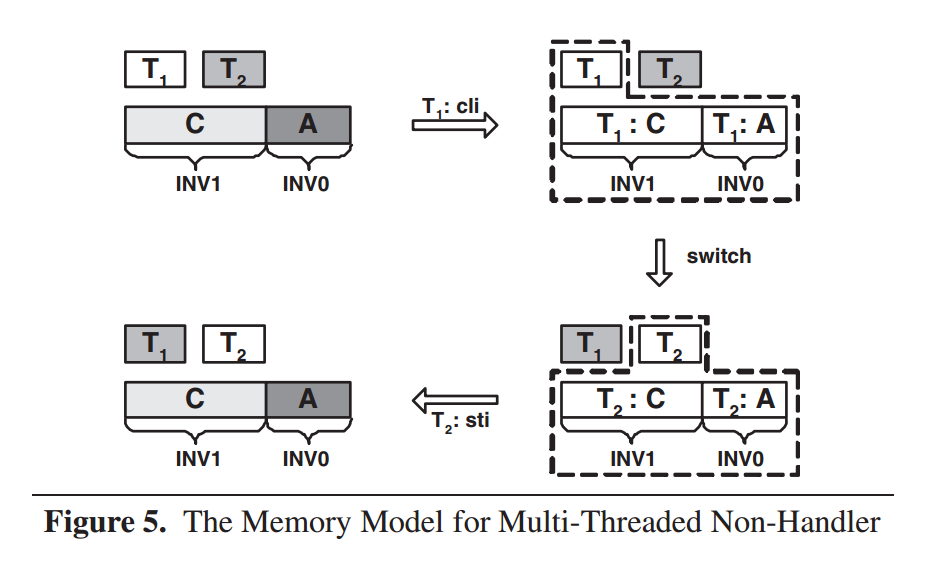 T1 T2 T1 T2
C A T1: cli T1 : C T1: A
INV1 INV0 INV1 INV0
switch
T1 T2 T1 T2
C A T2: sti T2 : C T2: A
INV1 INV0 INV1 INV0
Figure 5. The Memory Model for Multi-Threaded Non-Handler